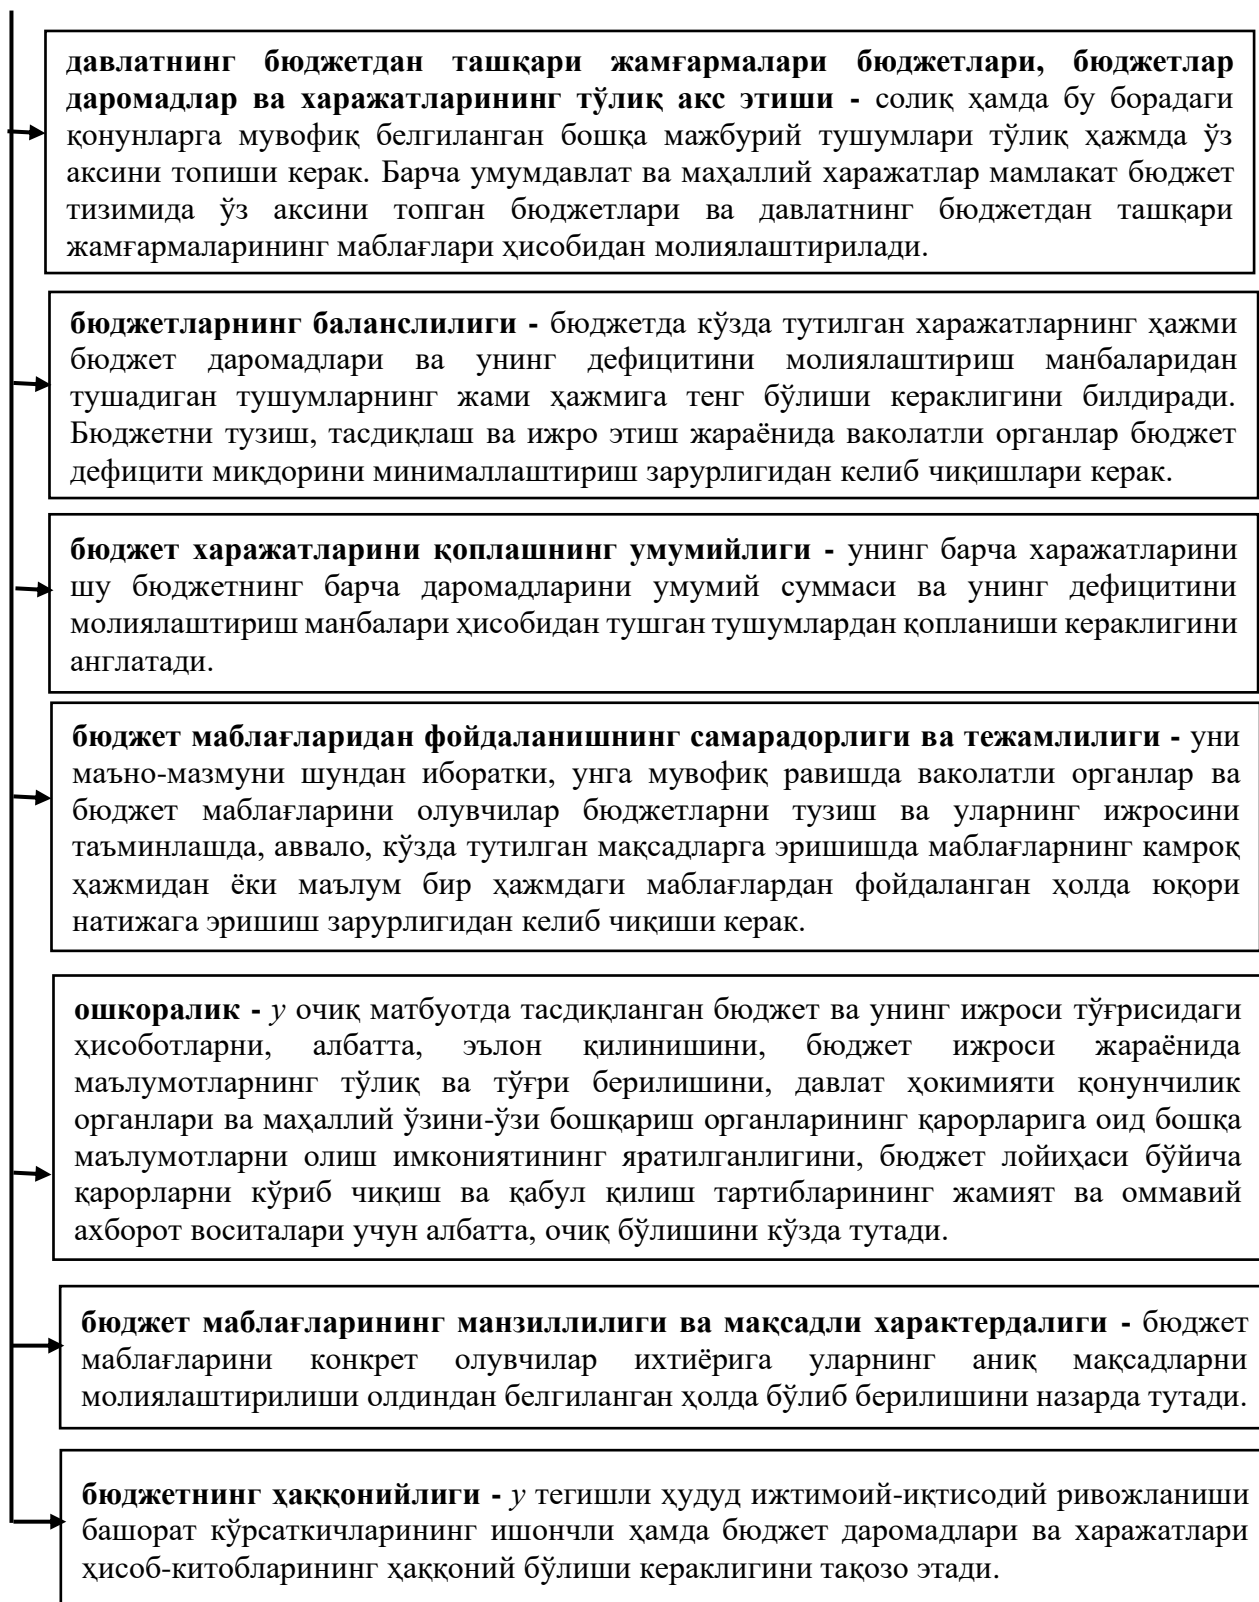 давлатнинг бюджетдан ташқари жамғармалари бюджетлари, бюджетлар
даромадлар ва харажатларининг тўлиқ акс этиши - солиқ ҳамда бу борадаги
қонунларга мувофиқ белгиланган бошқа мажбурий тушумлари тўлиқ ҳажмда ўз
аксини топиши керак. Барча умумдавлат ва маҳаллий харажатлар мамлакат бюджет
тизимида ўз аксини топган бюджетлари ва давлатнинг бюджетдан ташқари
жамғармаларининг маблағлари ҳисобидан молиялаштирилади.
бюджетларнинг баланслилиги - бюджетда кўзда тутилган харажатларнинг ҳажми
бюджет даромадлари ва унинг дефицитини молиялаштириш манбаларидан
тушадиган тушумларнинг жами ҳажмига тенг бўлиши кераклигини билдиради.
Бюджетни тузиш, тасдиқлаш ва ижро этиш жараёнида ваколатли органлар бюджет
дефицити миқдорини минималлаштириш зарурлигидан келиб чиқишлари керак.
бюджет харажатларини қоплашнинг умумийлиги - унинг барча харажатларини
шу бюджетнинг барча даромадларини умумий суммаси ва унинг дефицитини
молиялаштириш манбалари ҳисобидан тушган тушумлардан қопланиши кераклигини
англатади.
бюджет маблағларидан фойдаланишнинг самарадорлиги ва тежамлилиги - уни
маъно-мазмуни шундан иборатки, унга мувофиқ равишда ваколатли органлар ва
бюджет маблағларини олувчилар бюджетларни тузиш ва уларнинг ижросини
таъминлашда, аввало, кўзда тутилган мақсадларга эришишда маблағларнинг камроқ
ҳажмидан ёки маълум бир ҳажмдаги маблағлардан фойдаланган ҳолда юқори
натижага эришиш зарурлигидан келиб чиқиши керак.
ошкоралик - у очиқ матбуотда тасдиқланган бюджет ва унинг ижроси тўғрисидаги
ҳисоботларни, албатта, эълон қилинишини, бюджет ижроси жараёнида
маълумотларнинг тўлиқ ва тўғри берилишини, давлат ҳокимияти қонунчилик
органлари ва маҳаллий ўзини-ўзи бошқариш органларининг қарорларига оид бошқа
маълумотларни олиш имкониятининг яратилганлигини, бюджет лойиҳаси бўйича
қарорларни кўриб чиқиш ва қабул қилиш тартибларининг жамият ва оммавий
ахборот воситалари учун албатта, очиқ бўлишини кўзда тутади.
бюджет маблағларининг манзиллилиги ва мақсадли характердалиги - бюджет
маблағларини конкрет олувчилар ихтиёрига уларнинг аниқ мақсадларни
молиялаштирилиши олдиндан белгиланган ҳолда бўлиб берилишини назарда тутади.
бюджетнинг ҳаққонийлиги - у тегишли ҳудуд ижтимоий-иқтисодий ривожланиши
башорат кўрсаткичларининг ишончли ҳамда бюджет даромадлари ва харажатлари
ҳисоб-китобларининг ҳаққоний бўлиши кераклигини тақозо этади.